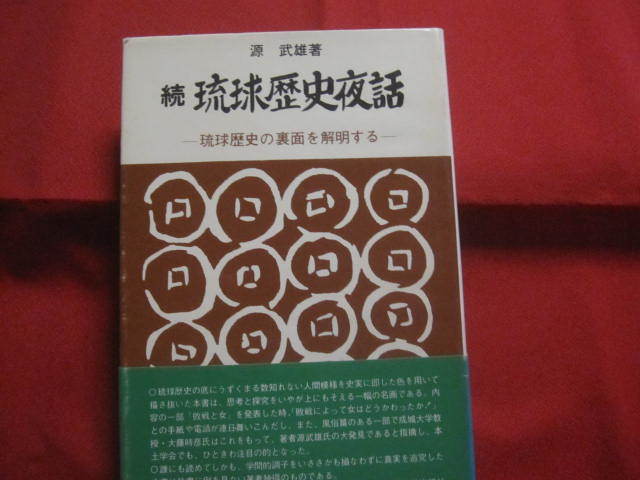 源 武雄著
続 琉球歴史夜話
―琉球歴史の裏面を解明する―
○琉球歴史の底にうずくまる数知れない人間模様を史実に即した色を用いて
描き抜いた本書は、思考と探究をいやが上にもそえる一幅の名画である。内
容の一部「敗戦と女」を発表した時、「敗戦によって女はどうかわったか?」
との手紙や電話が連日舞いこんだし、また、風俗篇のある一部で成城大学教
授・大藤時彦氏はこれをもって、著者源武雄氏の大発見であると指摘し、本
土学会でも、ひときわ注目の的となった。
○誰にも読めてしかも、学問的調子をいささかも損なわずに真実を追究した